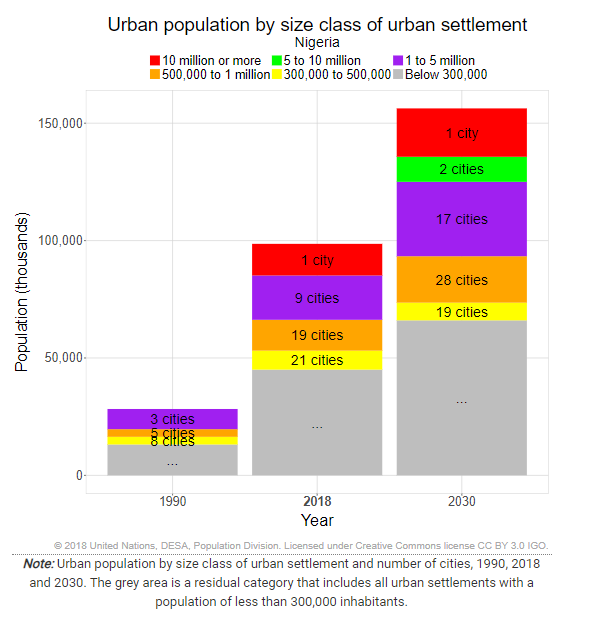 Urban population by size class of urban settlement
Nigeria
10 million or more 5 to 10 million 1 to 5 million
500,000 to 1 million 300,000 to 500,000 Below 300,000
Population (thousands)
150,000
100,000
50,000
0
3 cities
5 cities
8 cities
...
1 city
9 cities
19 cities
21 cities
...
1 city
2 cities
17 cities
28 cities
19 cities
...
1990 2018 2030
Year
© 2018 United Nations, DESA, Population Division. Licensed under Creative Commons license CC BY 3.0 IGO.
Note: Urban population by size class of urban settlement and number of cities, 1990, 2018
and 2030. The grey area is a residual category that includes all urban settlements with a
population of less than 300,000 inhabitants.